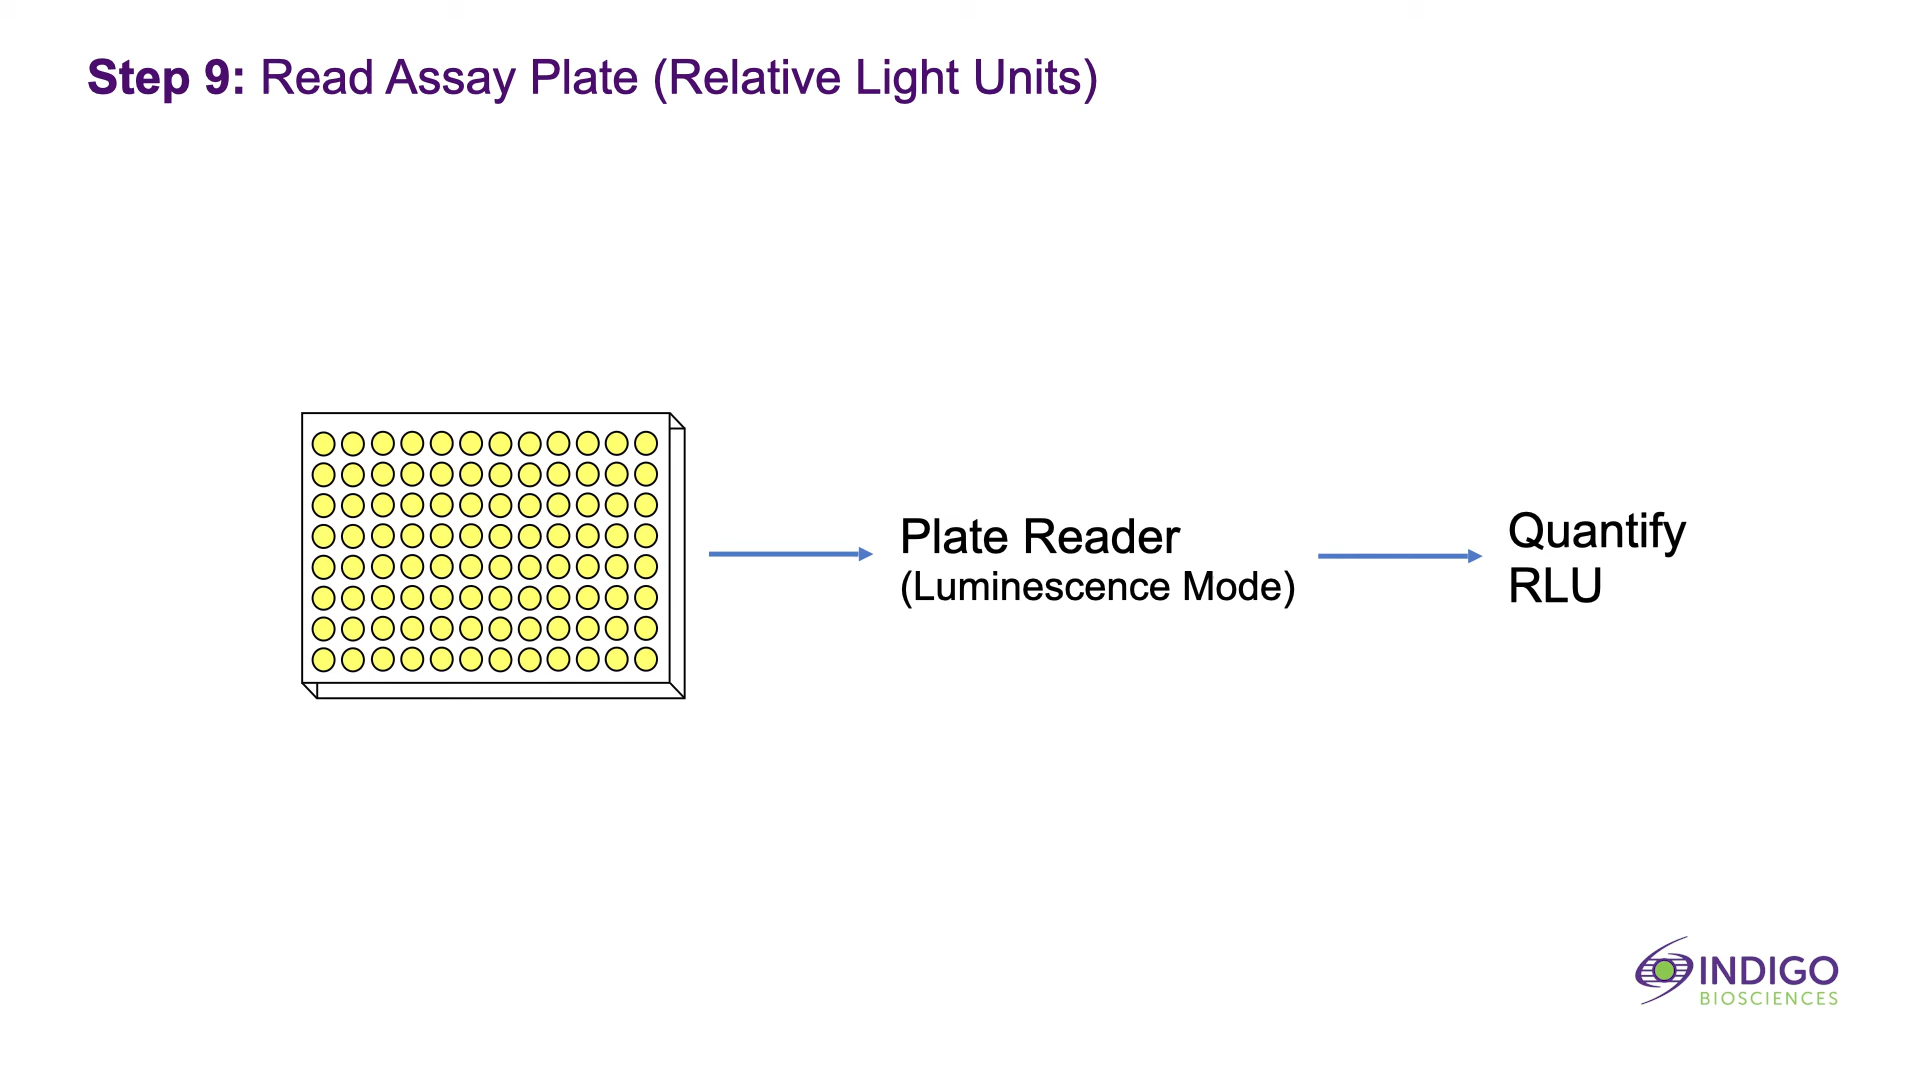 Step 9: Read Assay Plate (Relative Light Units)
Plate Reader
(Luminescence Mode)
Quantify
RLU
INDIGO
BIOSCIENCES